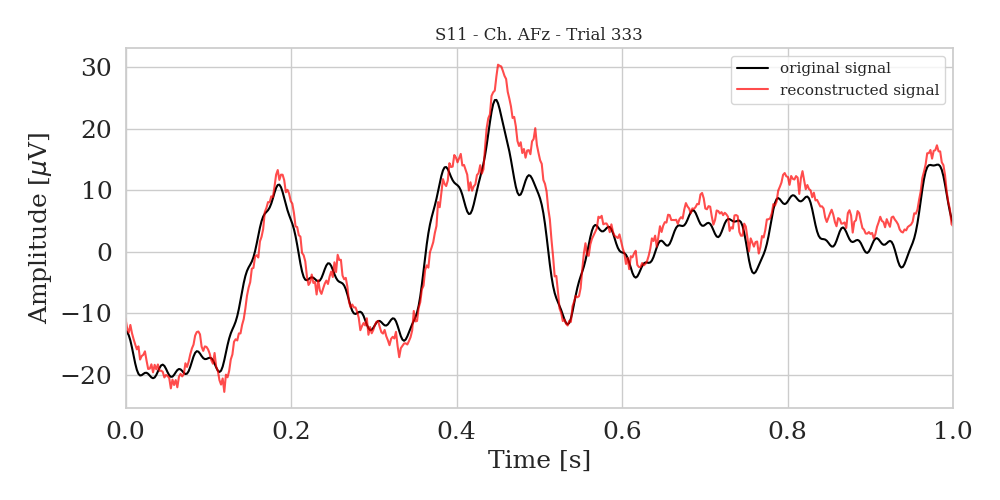 S11 - Ch. AFz - Trial 333
original signal
reconstructed signal
Amplitude [μV]
30
20
10
0
−10
−20
0.0 0.2 0.4 0.6 0.8 1.0
Time [s]